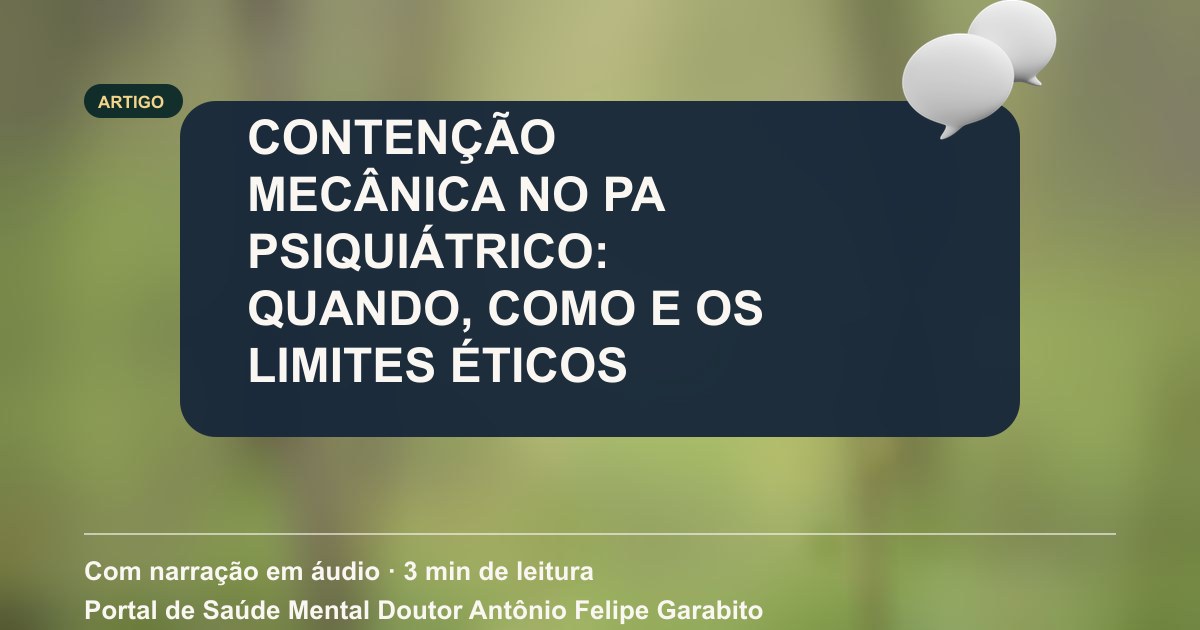 ARTIGO
CONTENÇÃO
MECÂNICA NO PA
PSIQUIÁTRICO:
QUANDO, COMO E OS
LIMITES ÉTICOS
Com narração em áudio · 3 min de leitura
Portal de Saúde Mental Doutor Antônio Felipe Garabito